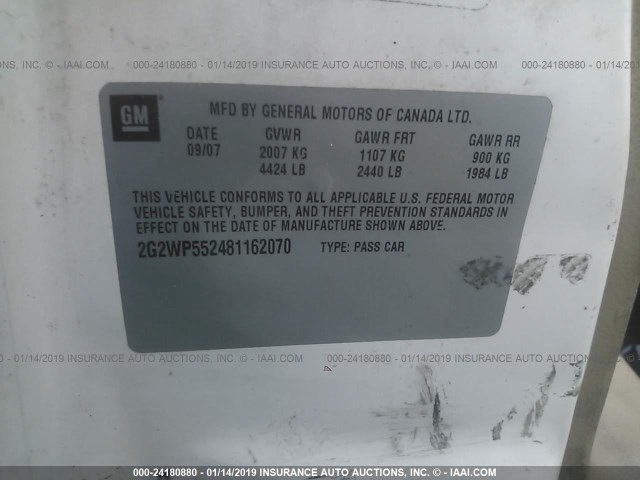 INC. - IAAI.COM 000-24180880 - 01/14/2019 INSURANCE AUTO AUCTIONS, INC. - IAAI.COM
GM
MFD BY GENERAL MOTORS OF CANADA LTD.
DATE GVWR GAWR FRT GAWR RR
09/07 2007 KG 1107 KG 900 KG
4424 LB 2440 LB 1984 LB
THIS VEHICLE CONFORMS TO ALL APPLICABLE U.S. FEDERAL MOTOR
VEHICLE SAFETY, BUMPER, AND THEFT PREVENTION STANDARDS IN
EFFECT ON THE DATE OF MANUFACTURE SHOWN ABOVE.
2G2WP552481162070 TYPE: PASS CAR
000-24180880 - 01/14/2019 INSURANCE AUTO AUCTIONS, INC. - IAAI.COM 000-24180880 - 01/14/2019 INSURANCE AUTO AUCTIONS, INC.
000-24180880 - 01/14/2019 INSURANCE AUTO AUCTIONS, INC. - IAAI.COM